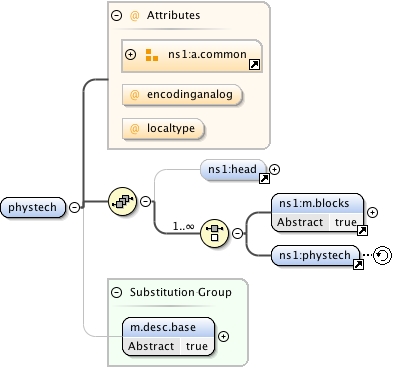 Attributes
ns1:a.common
@ encodinganalog
@ localtype
phystech
ns1:head
1..∞
ns1:m.blocks
Abstract true
ns1:phystech
Substitution Group
m.desc.base
Abstract true